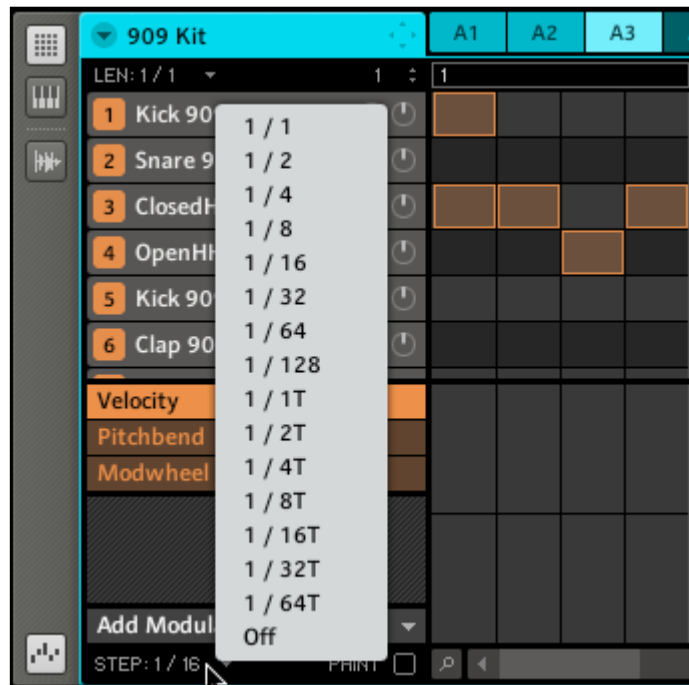 909 Kit
A1 A2 A3
LEN: 1 / 1 1 1
1 Kick 90
2 Snare 9
3 ClosedH
4 OpenHH
5 Kick 90
6 Clap 90
1 / 1
1 / 2
1 / 4
1 / 8
1 / 16
1 / 32
1 / 64
1 / 128
1 / 1T
1 / 2T
1 / 4T
1 / 8T
1 / 16T
1 / 32T
1 / 64T
Off
Velocity
Pitchbend
Modwheel
Add Modul
STEP: 1 / 16 PAINT